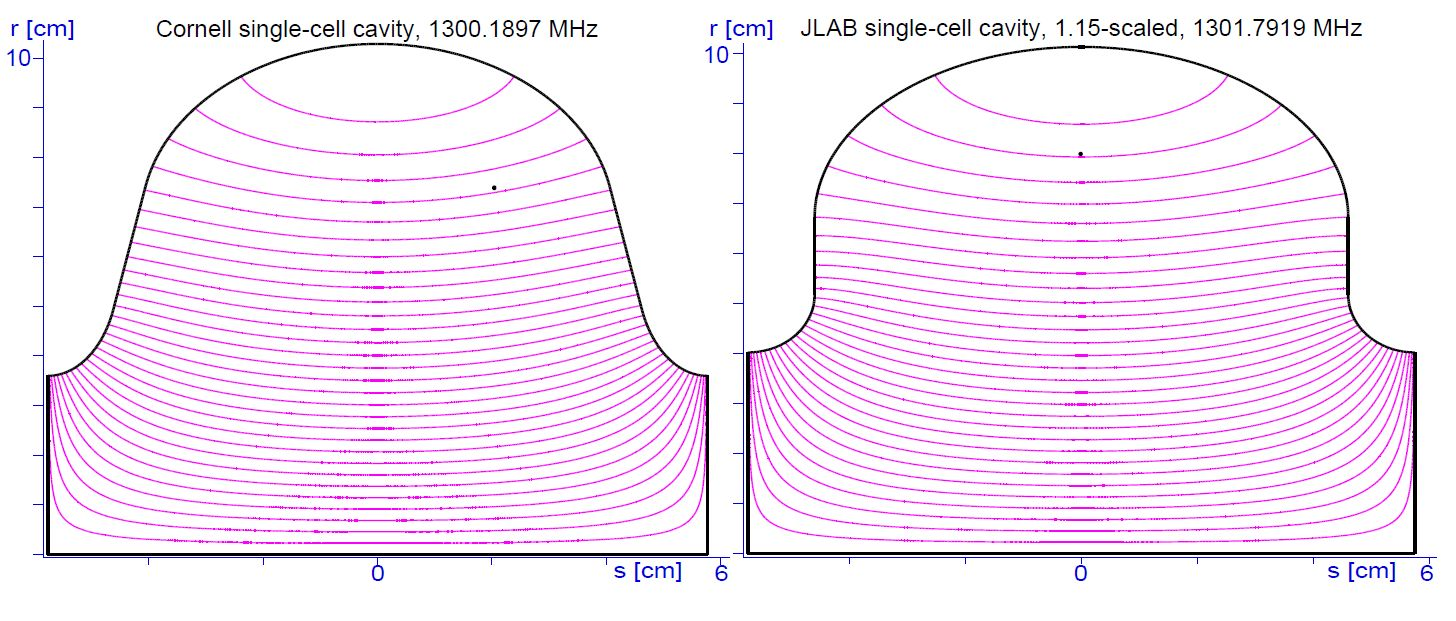 r [cm]
Cornell single-cell cavity, 1300.1897 MHz
10
0
s [cm]
6
r [cm]
JLAB single-cell cavity, 1.15-scaled, 1301.7919 MHz
10
0
s [cm]
6